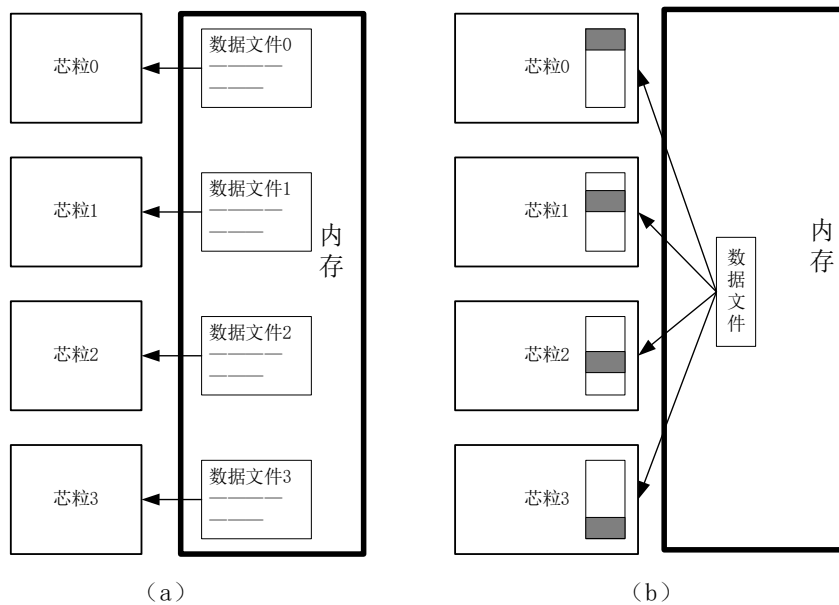 芯粒0
数据文件0
芯粒1
数据文件1
芯粒2
数据文件2
芯粒3
数据文件3
内存
(a)
芯粒0
芯粒1
芯粒2
芯粒3
数据文件
内存
(b)